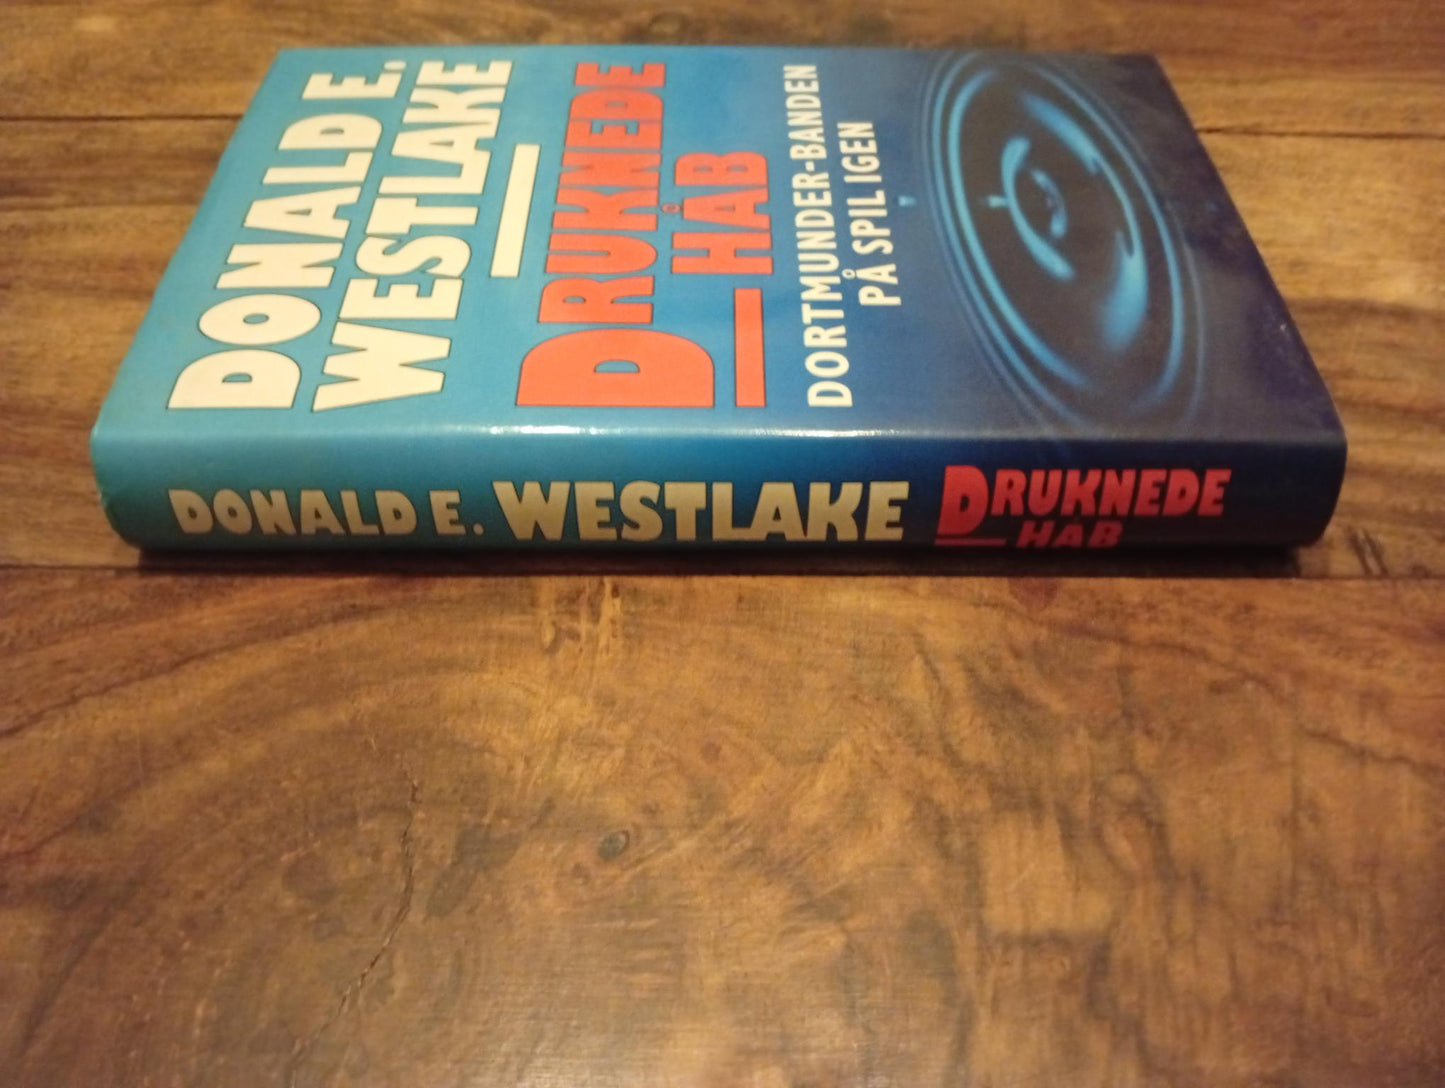 DONALD E.
WESTLAKE
DRUKNEDE
HÅB
DORTMUNDER-BANDEN
PÅ SPIL IGEN
DONALD E. WESTLAKE DRUKNEDE
HÅB